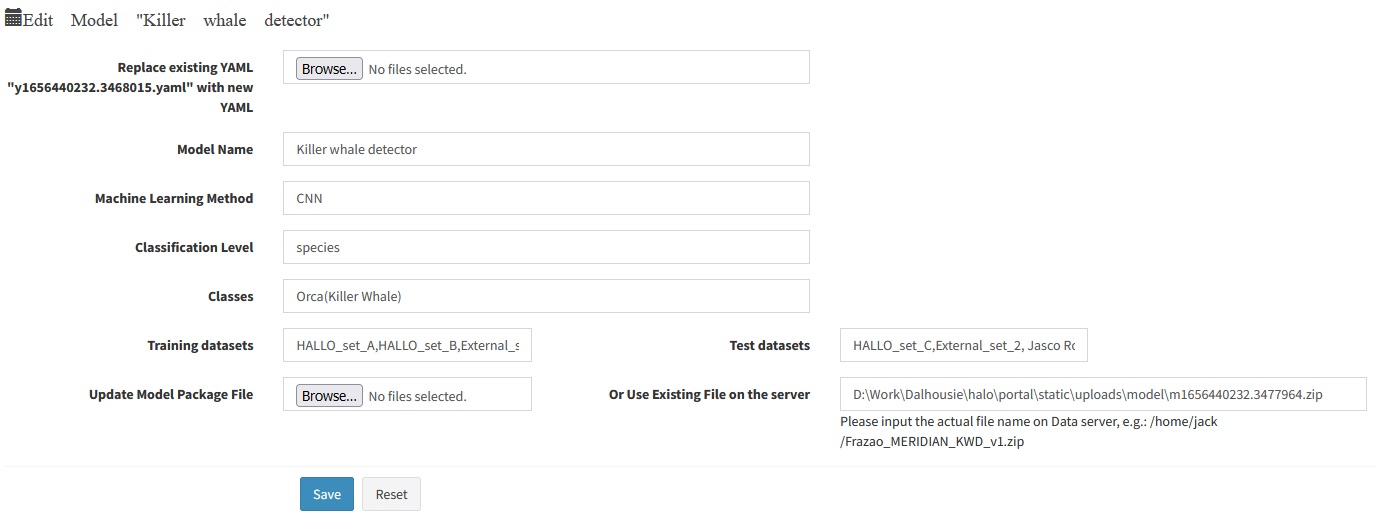 Edit Model "Killer whale detector"
Replace existing YAML
"y1656440232.3468015.yaml" with new
YAML
Browse... No files selected.
Model Name
Killer whale detector
Machine Learning Method
CNN
Classification Level
species
Classes
Orca(Killer Whale)
Training datasets
HALLO_set_A,HALLO_set_B,External_s
Test datasets
HALLO_set_C,External_set_2, Jasco Ro
Update Model Package File
Browse... No files selected.
Or Use Existing File on the server
D:\Work\Dalhousie\halo\portal\static\uploads\model\m1656440232.3477964.zip
Please input the actual file name on Data server, e.g.: /home/jack
/Frazao_MERIDIAN_KWD_v1.zip
Save Reset